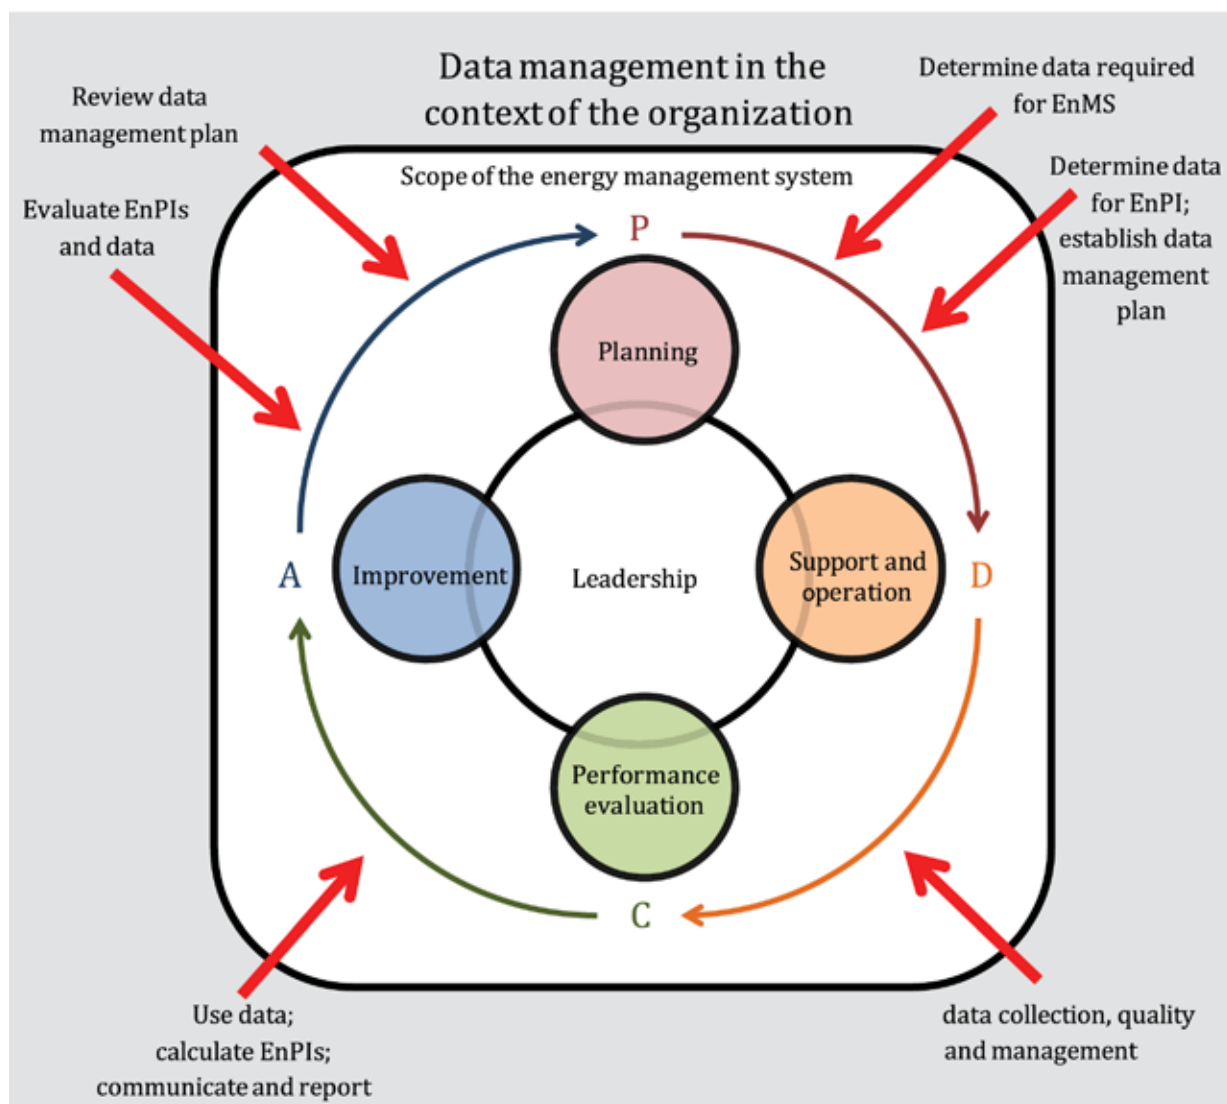 Data management in the
context of the organization
Review data
management plan
Determine data required
for EnMS
Evaluate EnPIs
and data
Scope of the energy management system
Determine data
for EnPI;
establish data
management
plan
P
Planning
A
Improvement
Leadership
Support and
operation
D
Performance
evaluation
C
Use data;
calculate EnPIs;
communicate and report
data collection, quality
and management